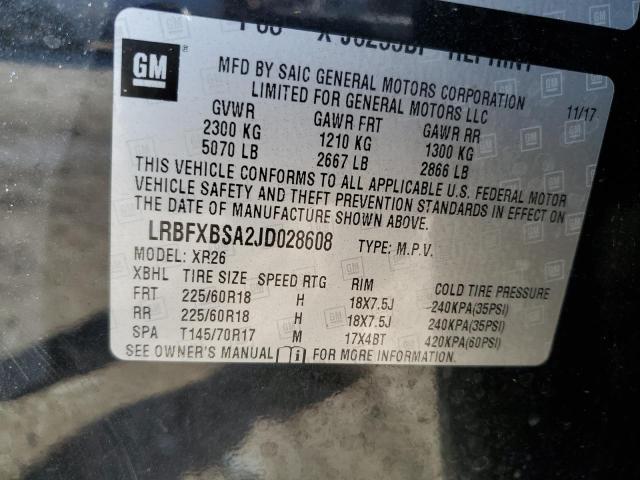 GM
MFD BY SAIC GENERAL MOTORS CORPORATION
LIMITED FOR GENERAL MOTORS LLC
11/17
GVWR GAWR FRT GAWR RR
2300 KG 1210 KG 1300 KG
5070 LB 2667 LB 2866 LB
THIS VEHICLE CONFORMS TO ALL APPLICABLE U.S. FEDERAL MOTOR
VEHICLE SAFETY AND THEFT PREVENTION STANDARDS IN EFFECT ON
THE DATE OF MANUFACTURE SHOWN ABOVE.
LRBFXBSA2JD028608 TYPE: M.P.V.
MODEL: XR26
XBHL TIRE SIZE SPEED RTG RIM COLD TIRE PRESSURE
FRT 225/60R18 H 18X7.5J 240KPA(35PSI)
RR 225/60R18 H 18X7.5J 240KPA(35PSI)
SPA T145/70R17 M 17X4BT 420KPA(60PSI)
SEE OWNER'S MANUAL i FOR MORE INFORMATION.